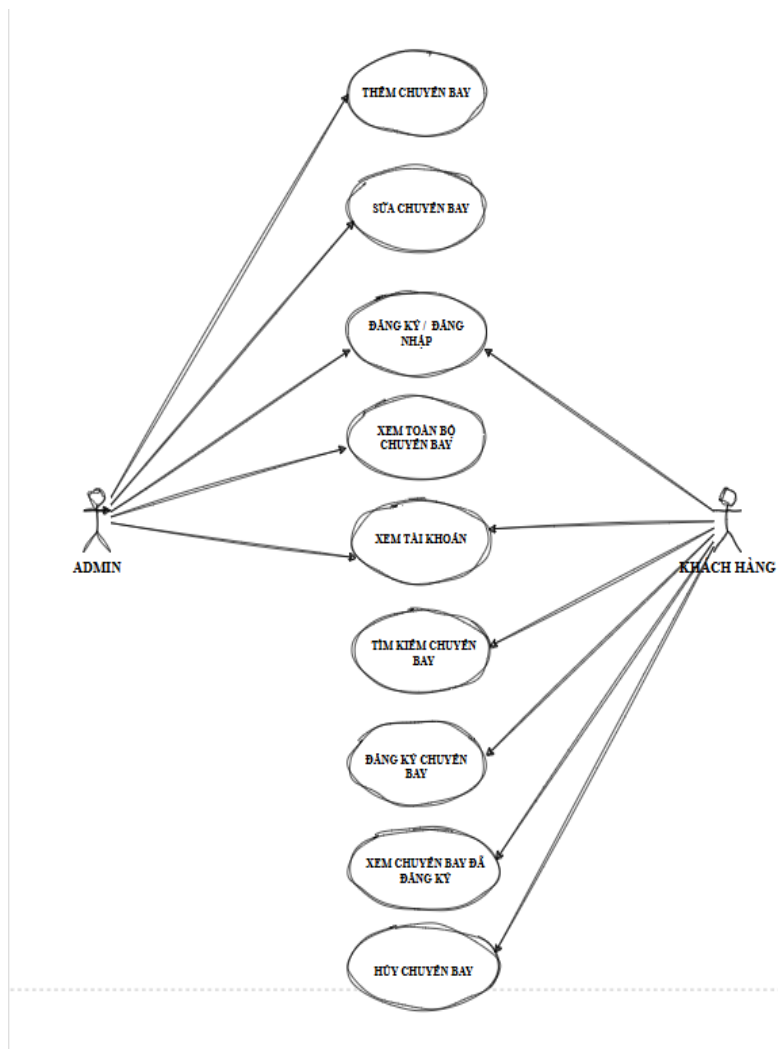 THÊM CHUYẾN BAY
SỬA CHUYẾN BAY
ĐĂNG KÝ / ĐĂNG
NHẬP
XEM TOÀN BỘ
CHUYẾN BAY
XEM TÀI KHOẢN
ADMIN
KHÁCH HÀNG
TÌM KIẾM CHUYẾN
BAY
ĐĂNG KÝ CHUYẾN
BAY
XEM CHUYẾN BAY ĐÃ
ĐĂNG KÝ
HỦY CHUYẾN BAY